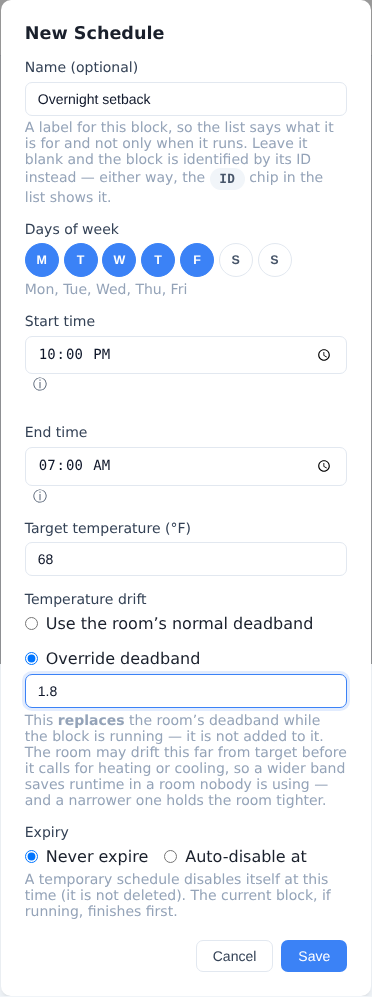 New Schedule
Name (optional)
Overnight setback
A label for this block, so the list says what it
is for and not only when it runs. Leave it
blank and the block is identified by its ID
instead — either way, the ID chip in the
list shows it.
Days of week
M T W T F S S
Mon, Tue, Wed, Thu, Fri
Start time
10:00 PM
ⓘ
End time
07:00 AM
ⓘ
Target temperature (°F)
68
Temperature drift
Use the room’s normal deadband
Override deadband
1.8
This replaces the room’s deadband while
the block is running — it is not added to it.
The room may drift this far from target before
it calls for heating or cooling, so a wider band
saves runtime in a room nobody is using —
and a narrower one holds the room tighter.
Expiry
Never expire Auto-disable at
A temporary schedule disables itself at this
time (it is not deleted). The current block, if
running, finishes first.
Cancel Save